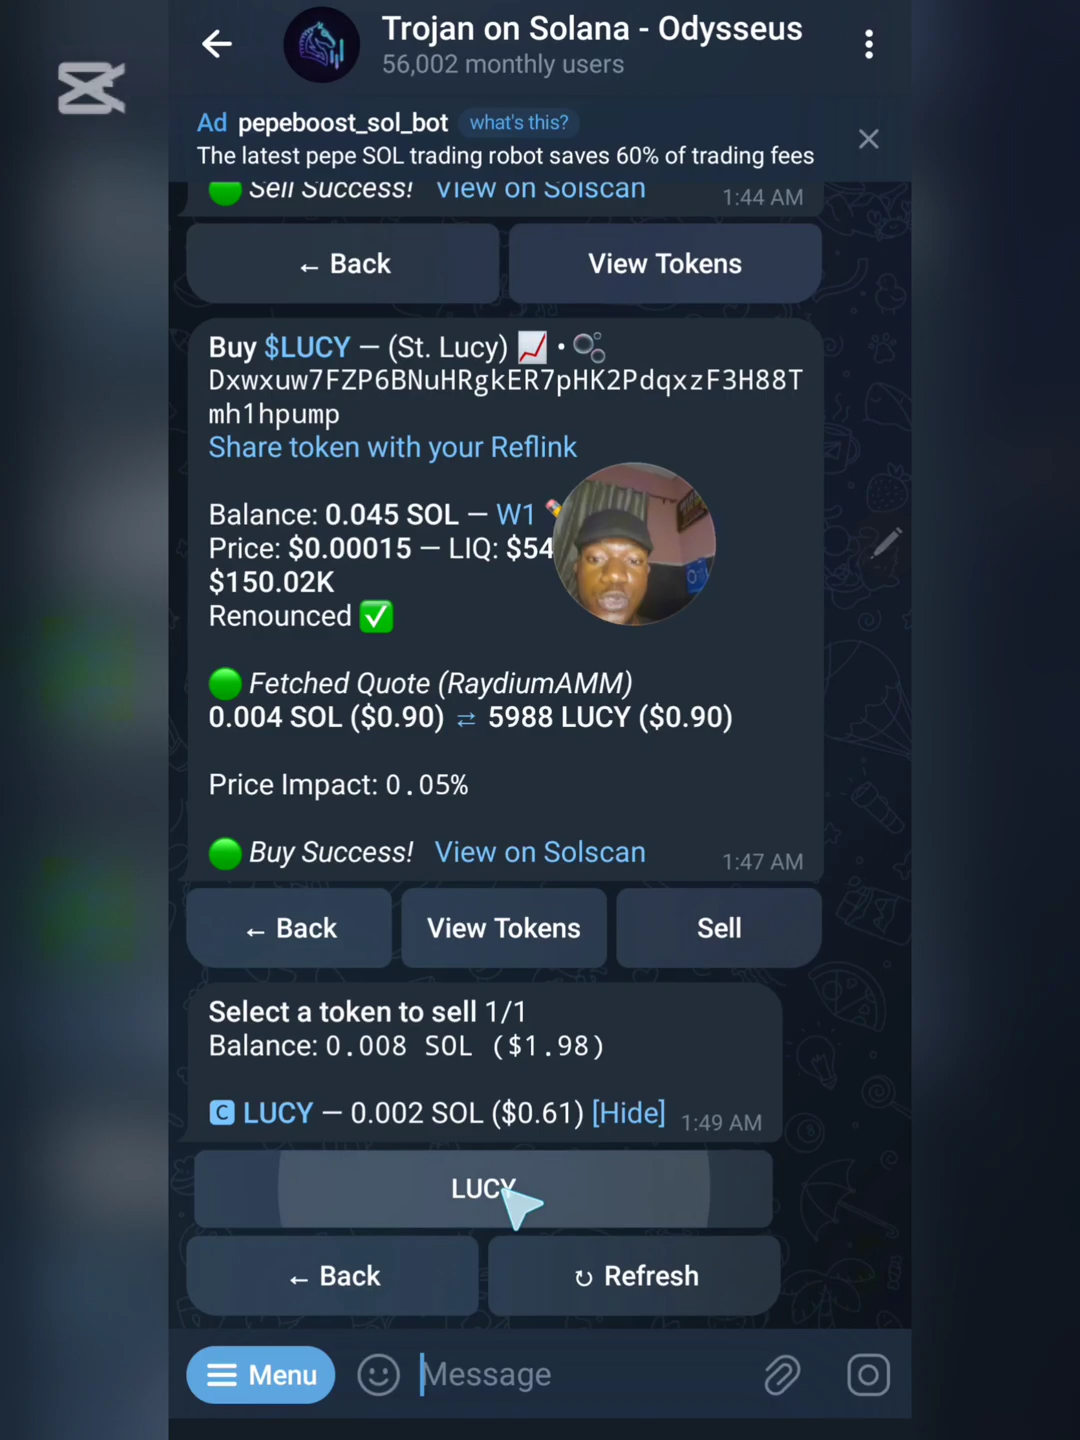 Trojan on Solana - Odysseus
56,002 monthly users
Ad pepeboost_sol_bot what's this?
The latest pepe SOL trading robot saves 60% of trading fees
Sell Success! View on Solscan 1:44 AM
← Back View Tokens
Buy $LUCY — (St. Lucy) 📈 • 🫧
Dxwxuw7FZP6BNuHRgkER7pHK2PdqxzF3H88T
mh1hpump
Share token with your Reflink
Balance: 0.045 SOL — W1
Price: $0.00015 — LIQ: $54
$150.02K
Renounced ✅
🟢 Fetched Quote (RaydiumAMM)
0.004 SOL ($0.90) ⇄ 5988 LUCY ($0.90)
Price Impact: 0.05%
🟢 Buy Success! View on Solscan 1:47 AM
← Back View Tokens Sell
Select a token to sell 1/1
Balance: 0.008 SOL ($1.98)
🅲 LUCY — 0.002 SOL ($0.61) [Hide] 1:49 AM
LUCY
← Back ↻ Refresh
Menu Message